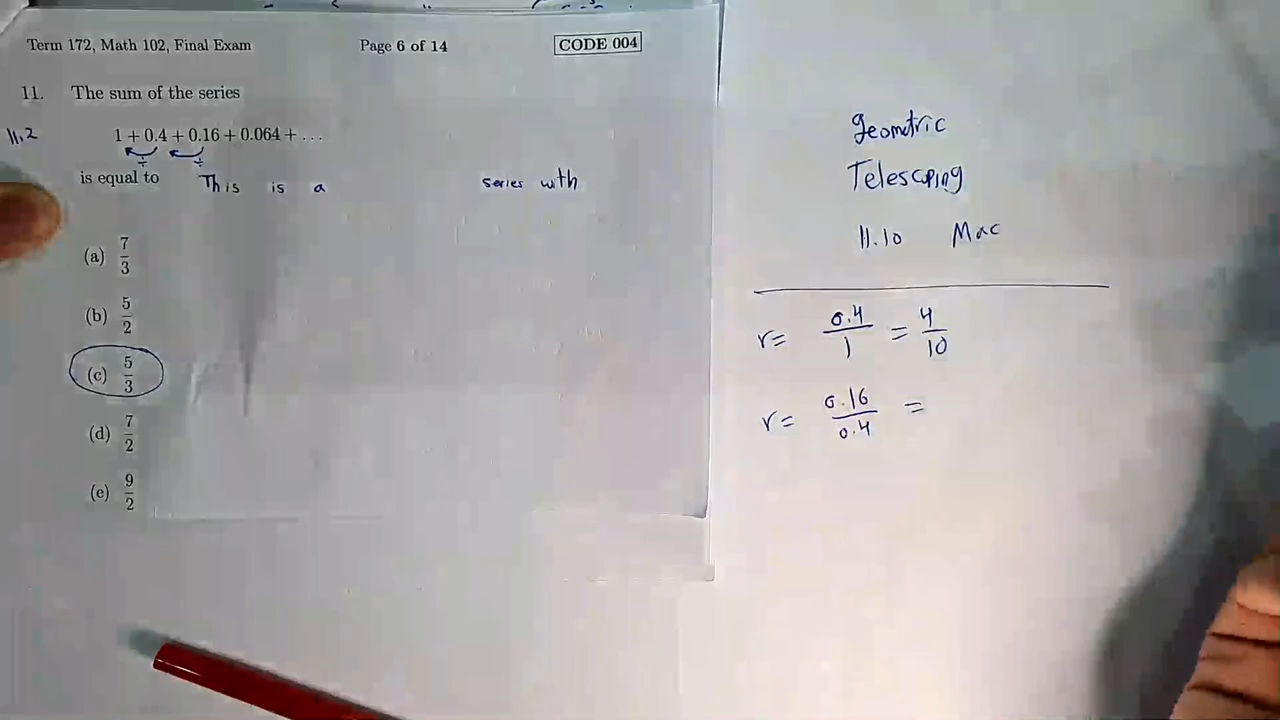 Term 172, Math 102, Final Exam Page 6 of 14 CODE 004
11. The sum of the series
11.2 1 + 0.4 + 0.16 + 0.064 + ...
÷ ÷
is equal to This is a series with
(a) 7/3
(b) 5/2
(c) 5/3
(d) 7/2
(e) 9/2
Geometric
Telescoping
11.10 Mac
r = 0.4/1 = 4/10
r = 0.16/0.4 =